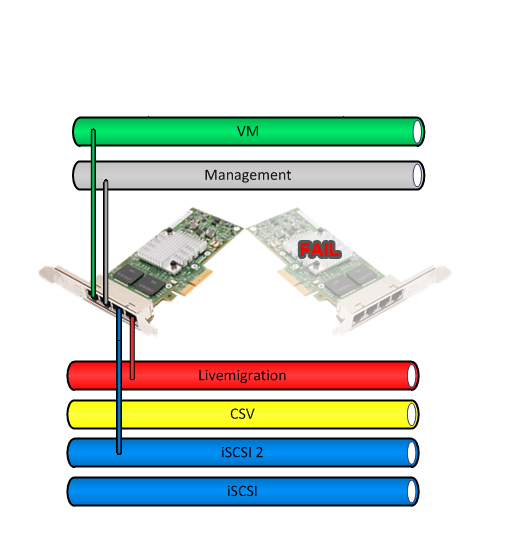 VM
Management
FAIL
Livemigration
CSV
iSCSI 2
iSCSI